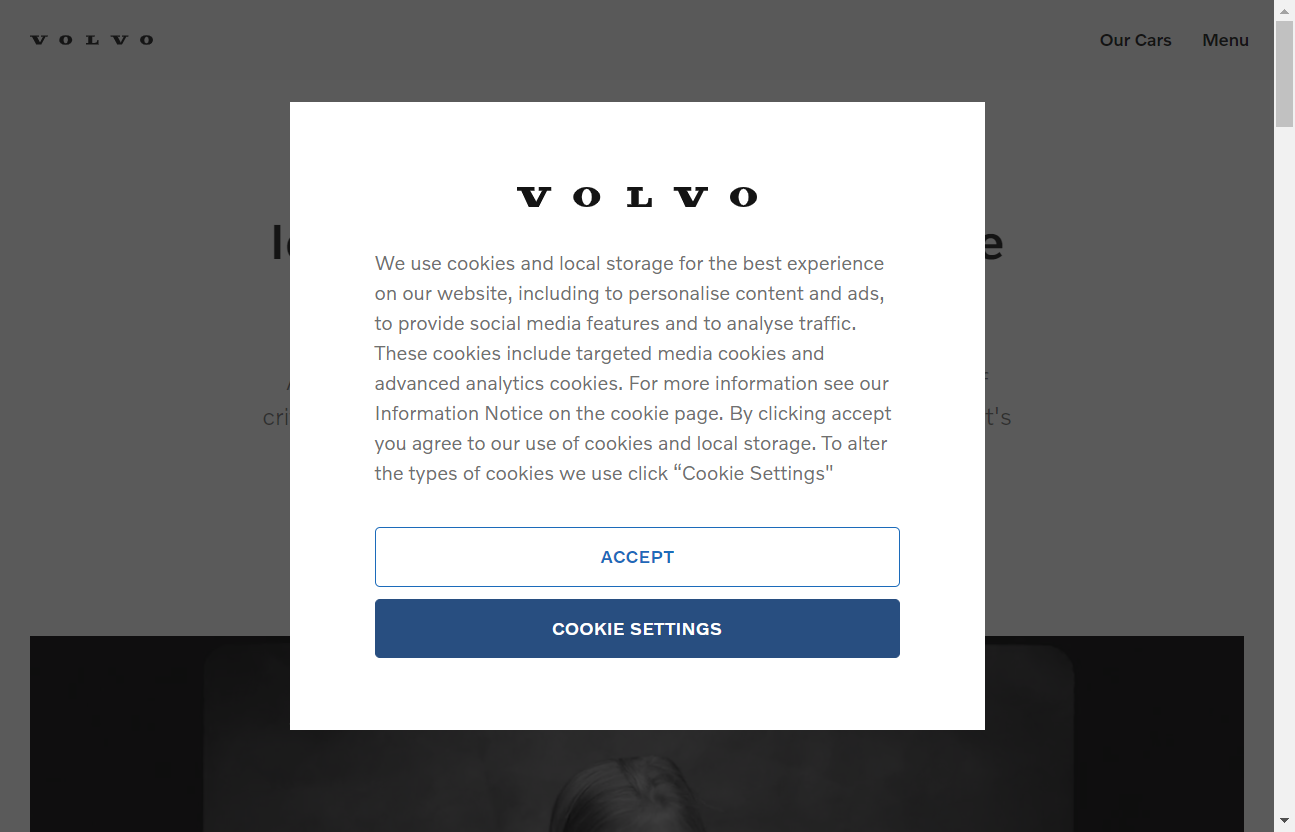 VOLVO
Our Cars
Menu
VOLVO
We use cookies and local storage for the best experience
on our website, including to personalise content and ads,
to provide social media features and to analyse traffic.
These cookies include targeted media cookies and
advanced analytics cookies. For more information see our
Information Notice on the cookie page. By clicking accept
you agree to our use of cookies and local storage. To alter
the types of cookies we use click “Cookie Settings"
ACCEPT
COOKIE SETTINGS